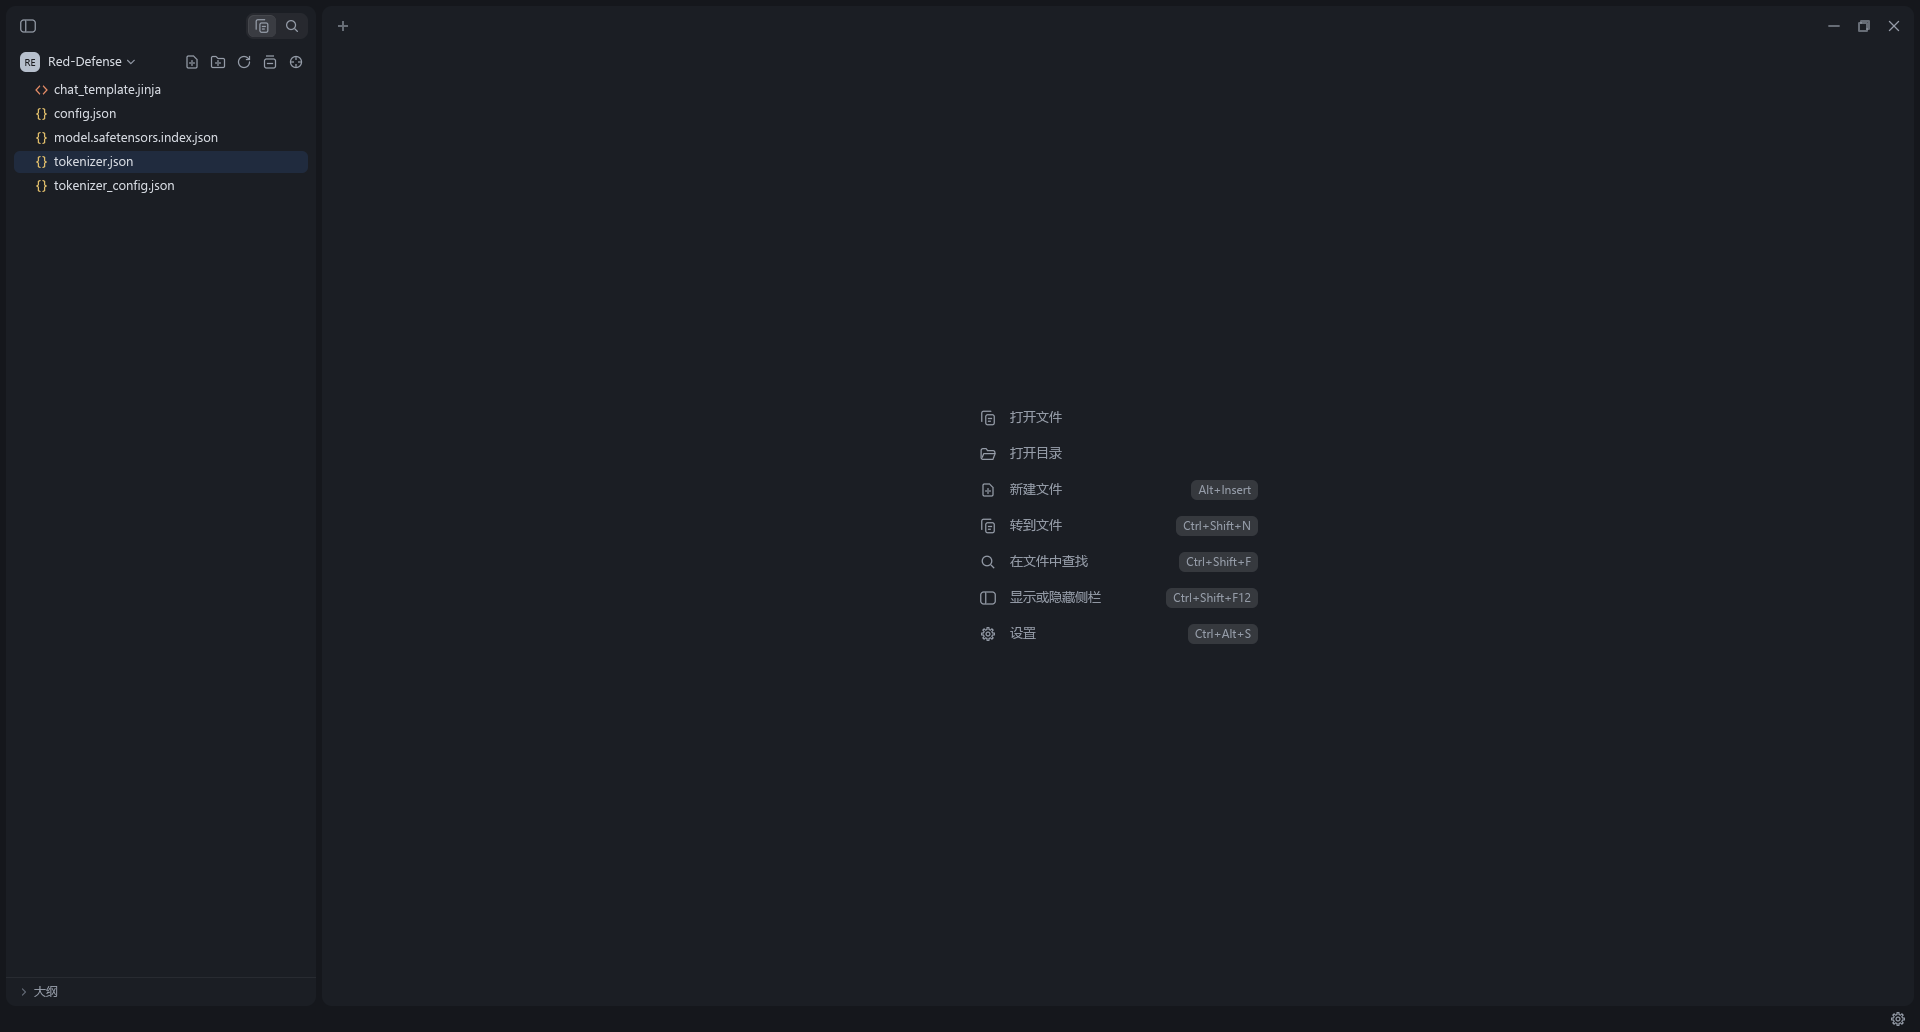 RE Red-Defense
chat_template.jinja
config.json
model.safetensors.index.json
tokenizer.json
tokenizer_config.json
打开文件
打开目录
新建文件 Alt+Insert
转到文件 Ctrl+Shift+N
在文件中查找 Ctrl+Shift+F
显示或隐藏侧栏 Ctrl+Shift+F12
设置 Ctrl+Alt+S
大纲